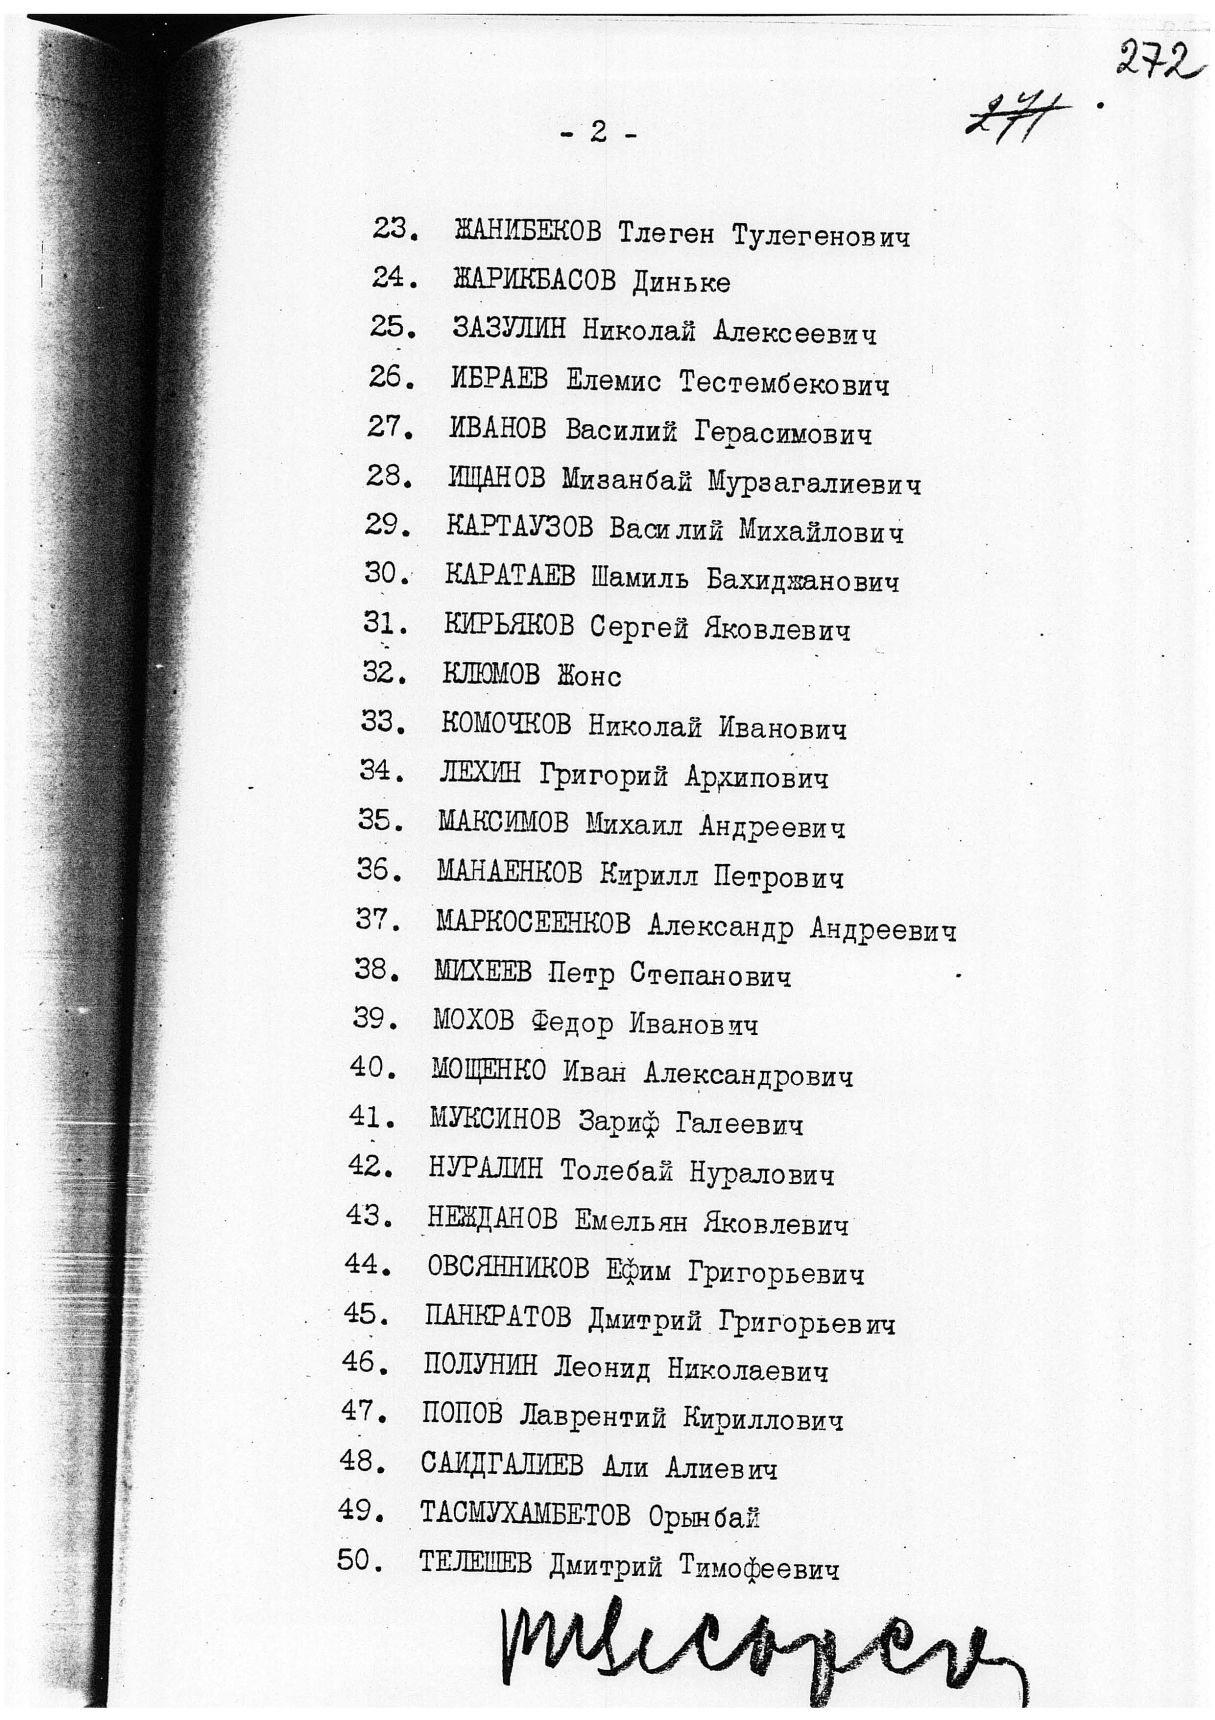 272
271
- 2 -
23. ЖАНИБЕКОВ Тлеген Тулегенович
24. ЖАРИКБАСОВ Диньке
25. ЗАЗУЛИН Николай Алексеевич
26. ИБРАЕВ Елемис Тестембекович
27. ИВАНОВ Василий Герасимович
28. ИЩАНОВ Мизанбай Мурзагалиевич
29. КАРТАУЗОВ Василий Михайлович
30. КАРАТАЕВ Шамиль Бахиджанович
31. КИРЬЯКОВ Сергей Яковлевич
32. КЛЮМОВ Жонс
33. КОМОЧКОВ Николай Иванович
34. ЛЕХИН Григорий Архипович
35. МАКСИМОВ Михаил Андреевич
36. МАНАЕНКОВ Кирилл Петрович
37. МАРКОСЕЕНКОВ Александр Андреевич
38. МИХЕЕВ Петр Степанович
39. МОХОВ Федор Иванович
40. МОЩЕНКО Иван Александрович
41. МУКСИНОВ Зариф Галеевич
42. НУРАЛИН Толебай Нуралович
43. НЕЖДАНОВ Емельян Яковлевич
44. ОВСЯННИКОВ Ефим Григорьевич
45. ПАНКРАТОВ Дмитрий Григорьевич
46. ПОЛУНИН Леонид Николаевич
47. ПОПОВ Лаврентий Кириллович
48. САИДГАЛИЕВ Али Алиевич
49. ТАСМУХАМБЕТОВ Орынбай
50. ТЕЛЕШЕВ Дмитрий Тимофеевич